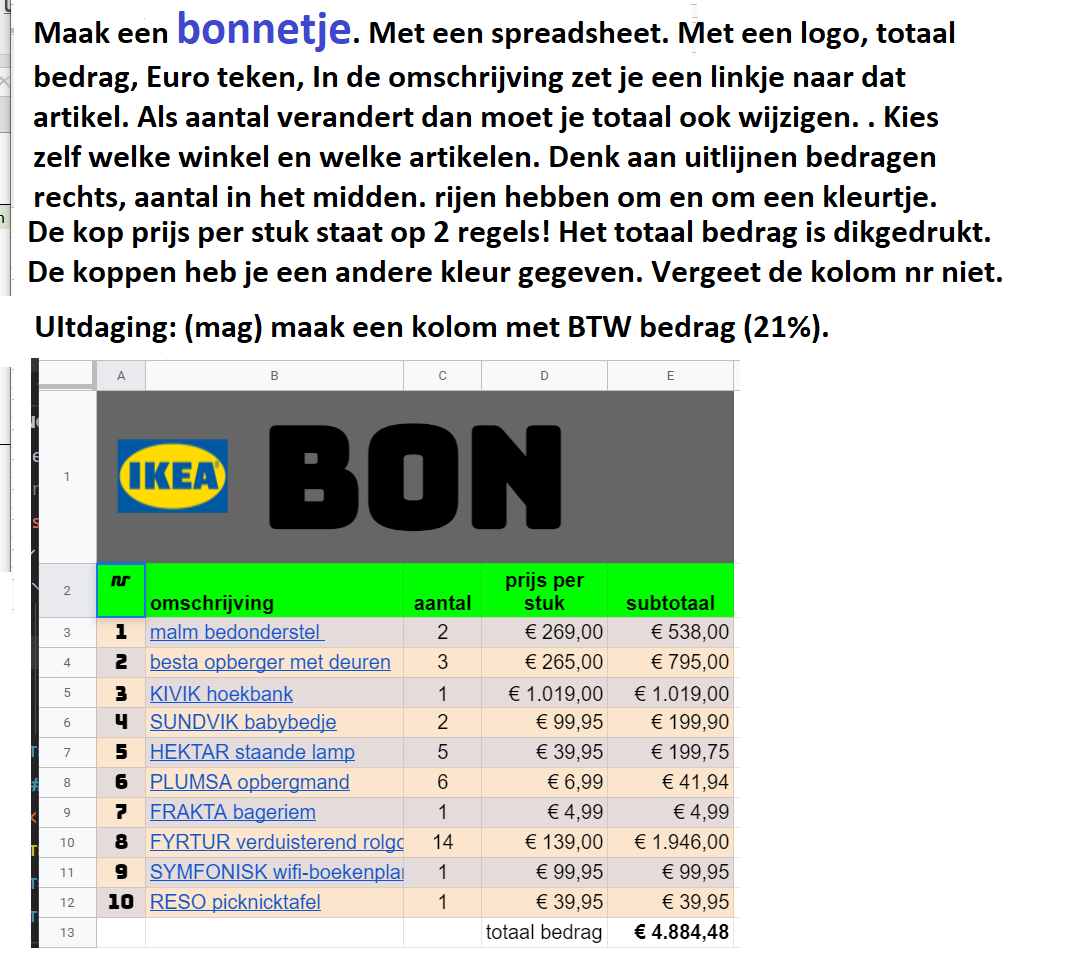 Maak een bonnetje. Met een spreadsheet. Met een logo, totaal
bedrag, Euro teken, In de omschrijving zet je een linkje naar dat
artikel. Als aantal verandert dan moet je totaal ook wijzigen. . Kies
zelf welke winkel en welke artikelen. Denk aan uitlijnen bedragen
rechts, aantal in het midden. rijen hebben om en om een kleurtje.
De kop prijs per stuk staat op 2 regels! Het totaal bedrag is dikgedrukt.
De koppen heb je een andere kleur gegeven. Vergeet de kolom nr niet.
UItdaging: (mag) maak een kolom met BTW bedrag (21%).
A B C D E
1 IKEA BON
2 nr omschrijving aantal prijs per stuk subtotaal
3 1 malm bedonderstel 2 € 269,00 € 538,00
4 2 besta opberger met deuren 3 € 265,00 € 795,00
5 3 KIVIK hoekbank 1 € 1.019,00 € 1.019,00
6 4 SUNDVIK babybedje 2 € 99,95 € 199,90
7 5 HEKTAR staande lamp 5 € 39,95 € 199,75
8 6 PLUMSA opbergmand 6 € 6,99 € 41,94
9 7 FRAKTA bageriem 1 € 4,99 € 4,99
10 8 FYRTUR verduisterend rolgo 14 € 139,00 € 1.946,00
11 9 SYMFONISK wifi-boekenplan 1 € 99,95 € 99,95
12 10 RESO picknicktafel 1 € 39,95 € 39,95
13 totaal bedrag € 4.884,48